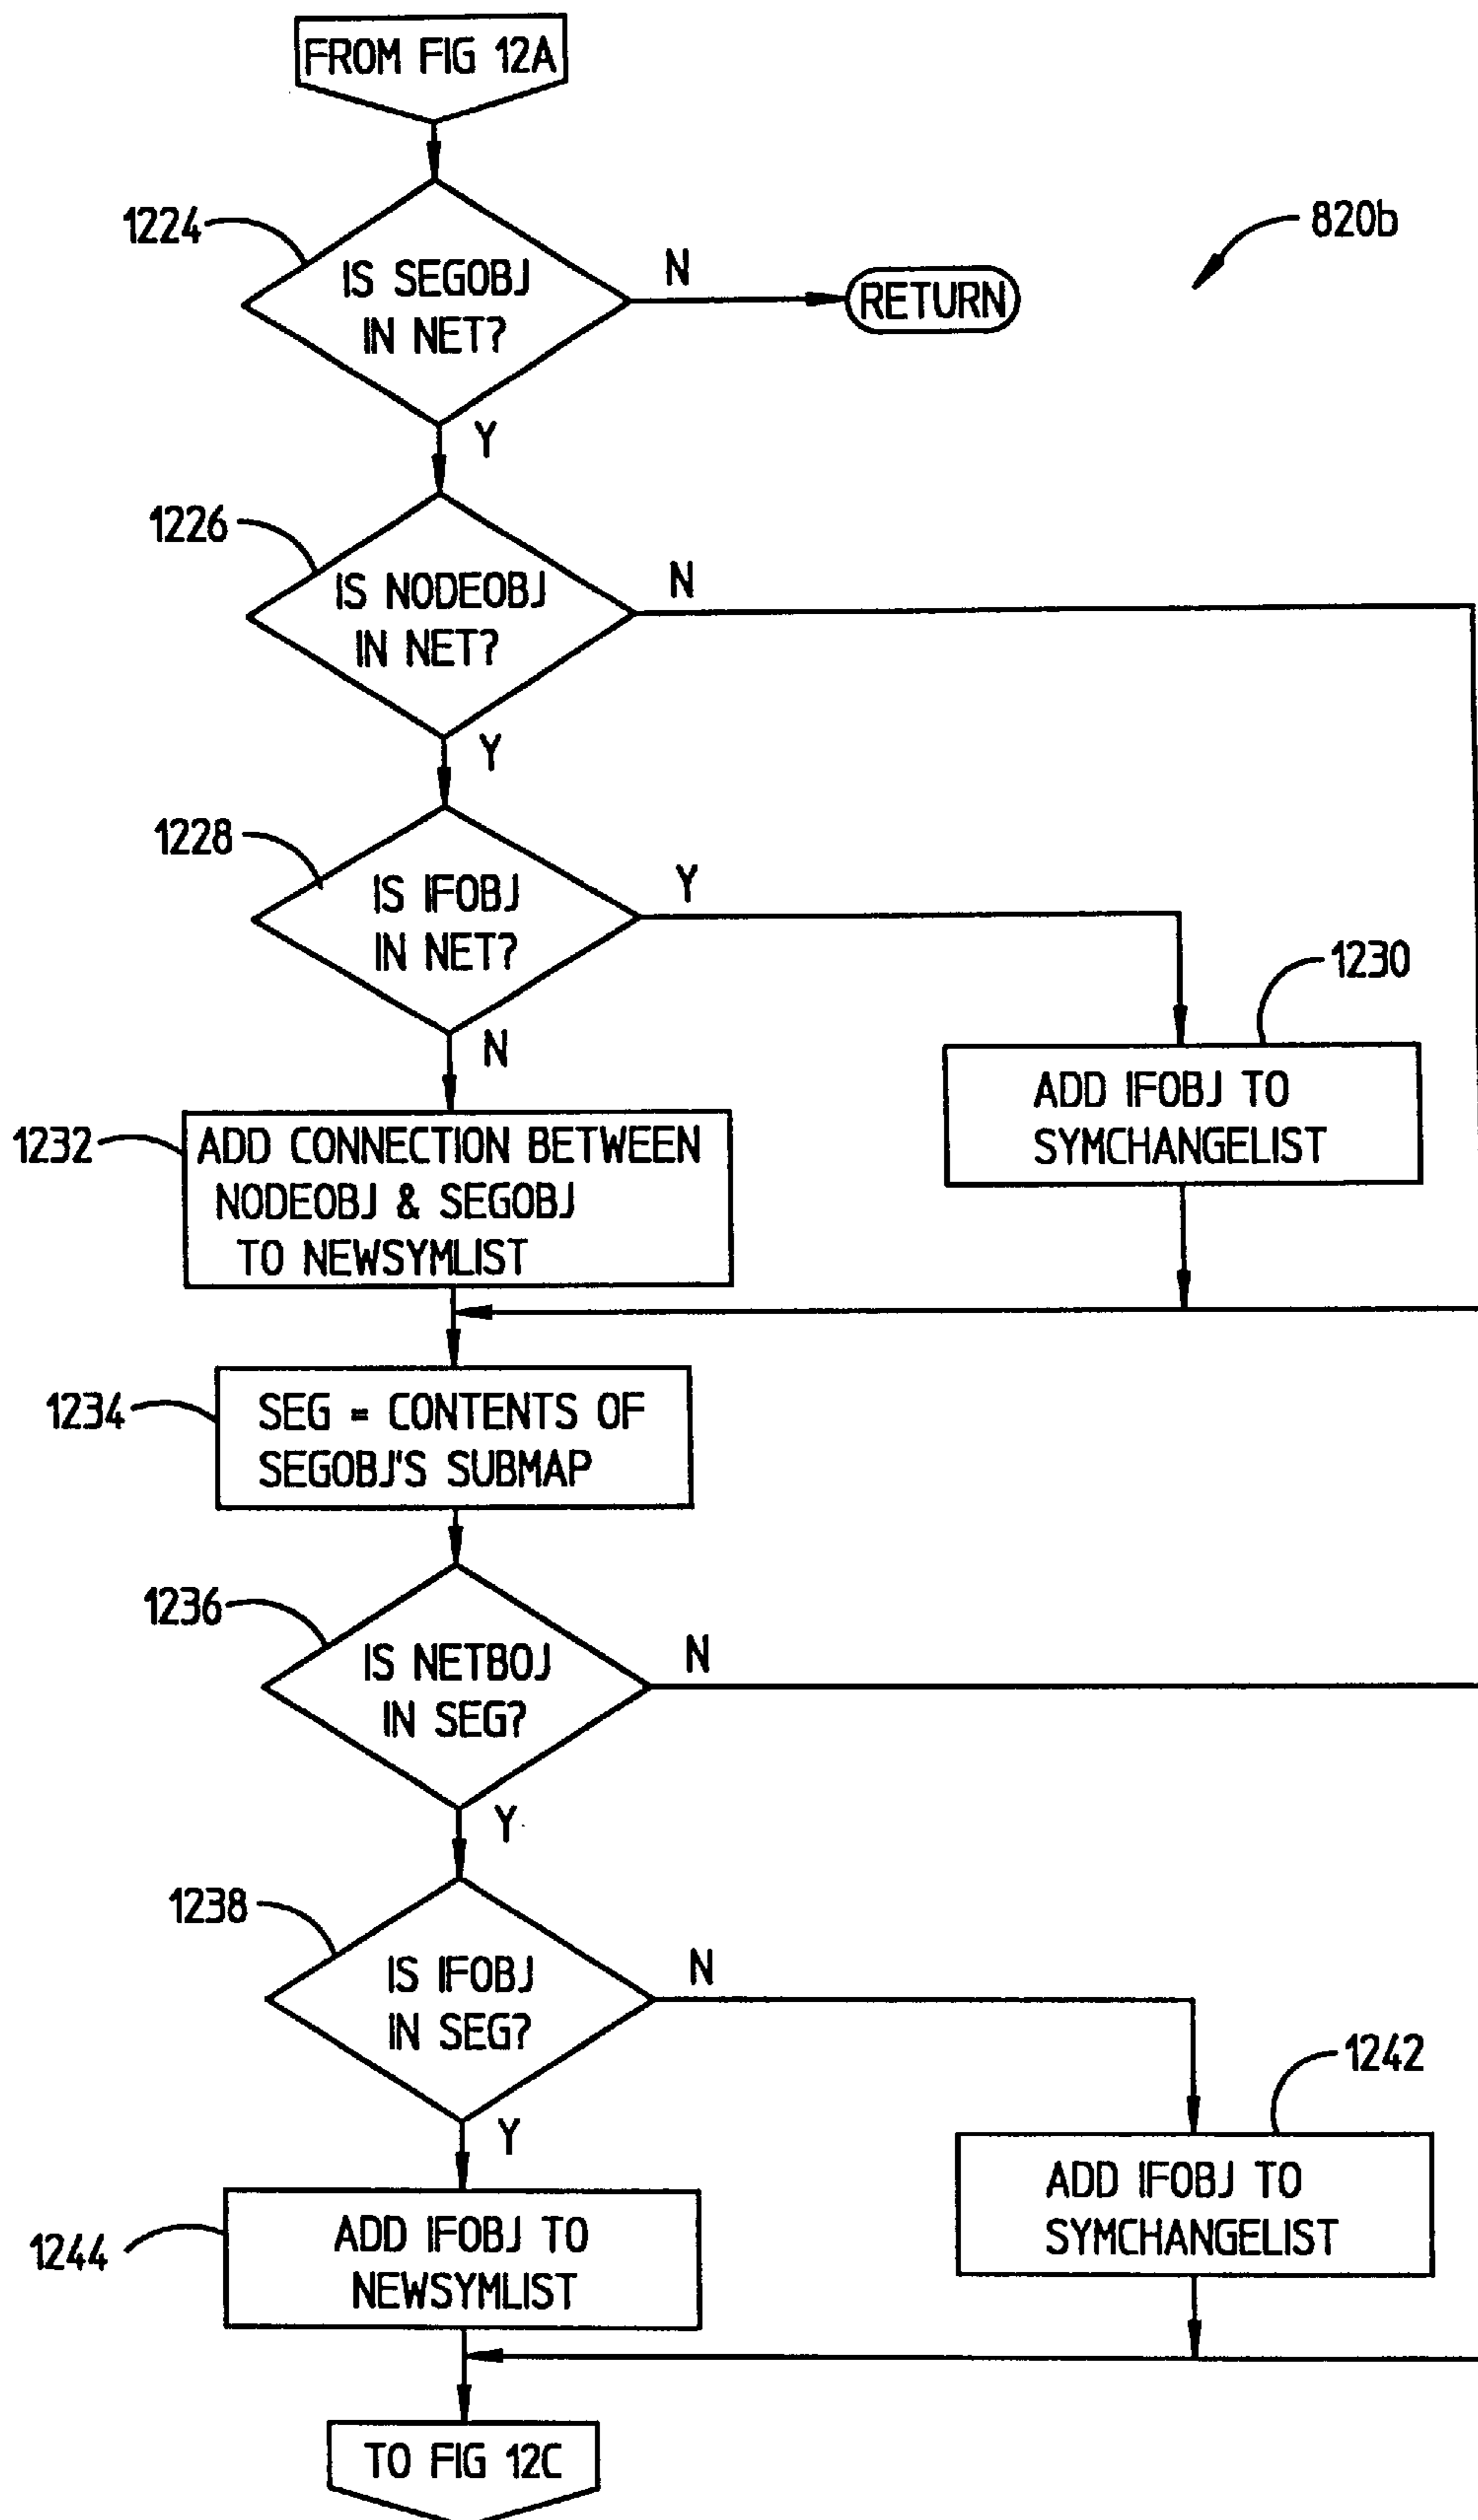 FROM FIG 12A
1224
820b
IS SEGOBJ
IN NET?
N
RETURN
Y
1226
IS NODEOBJ
IN NET?
N
Y
1228
IS IFOBJ
IN NET?
Y
1230
N
ADD IFOBJ TO
SYMCHANGELIST
1232
ADD CONNECTION BETWEEN
NODEOBJ & SEGOBJ
TO NEWSYMLIST
1234
SEG = CONTENTS OF
SEGOBJ'S SUBMAP
1236
IS NETBOJ
IN SEG?
N
Y
1238
IS IFOBJ
IN SEG?
N
1242
Y
ADD IFOBJ TO
SYMCHANGELIST
1244
ADD IFOBJ TO
NEWSYMLIST
TO FIG 12C